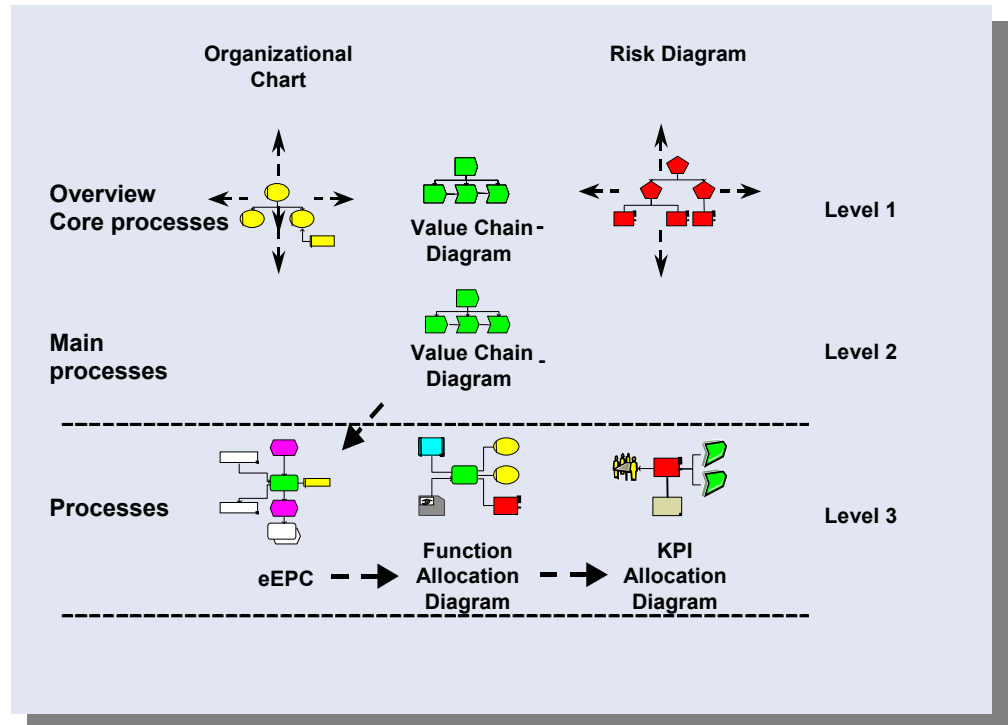 Organizational
Chart
Risk Diagram
Overview
Core processes
Value Chain-
Diagram
Level 1
Main
processes
Value Chain-
Diagram
Level 2
Processes
Level 3
eEPC
Function
Allocation
Diagram
KPI
Allocation
Diagram